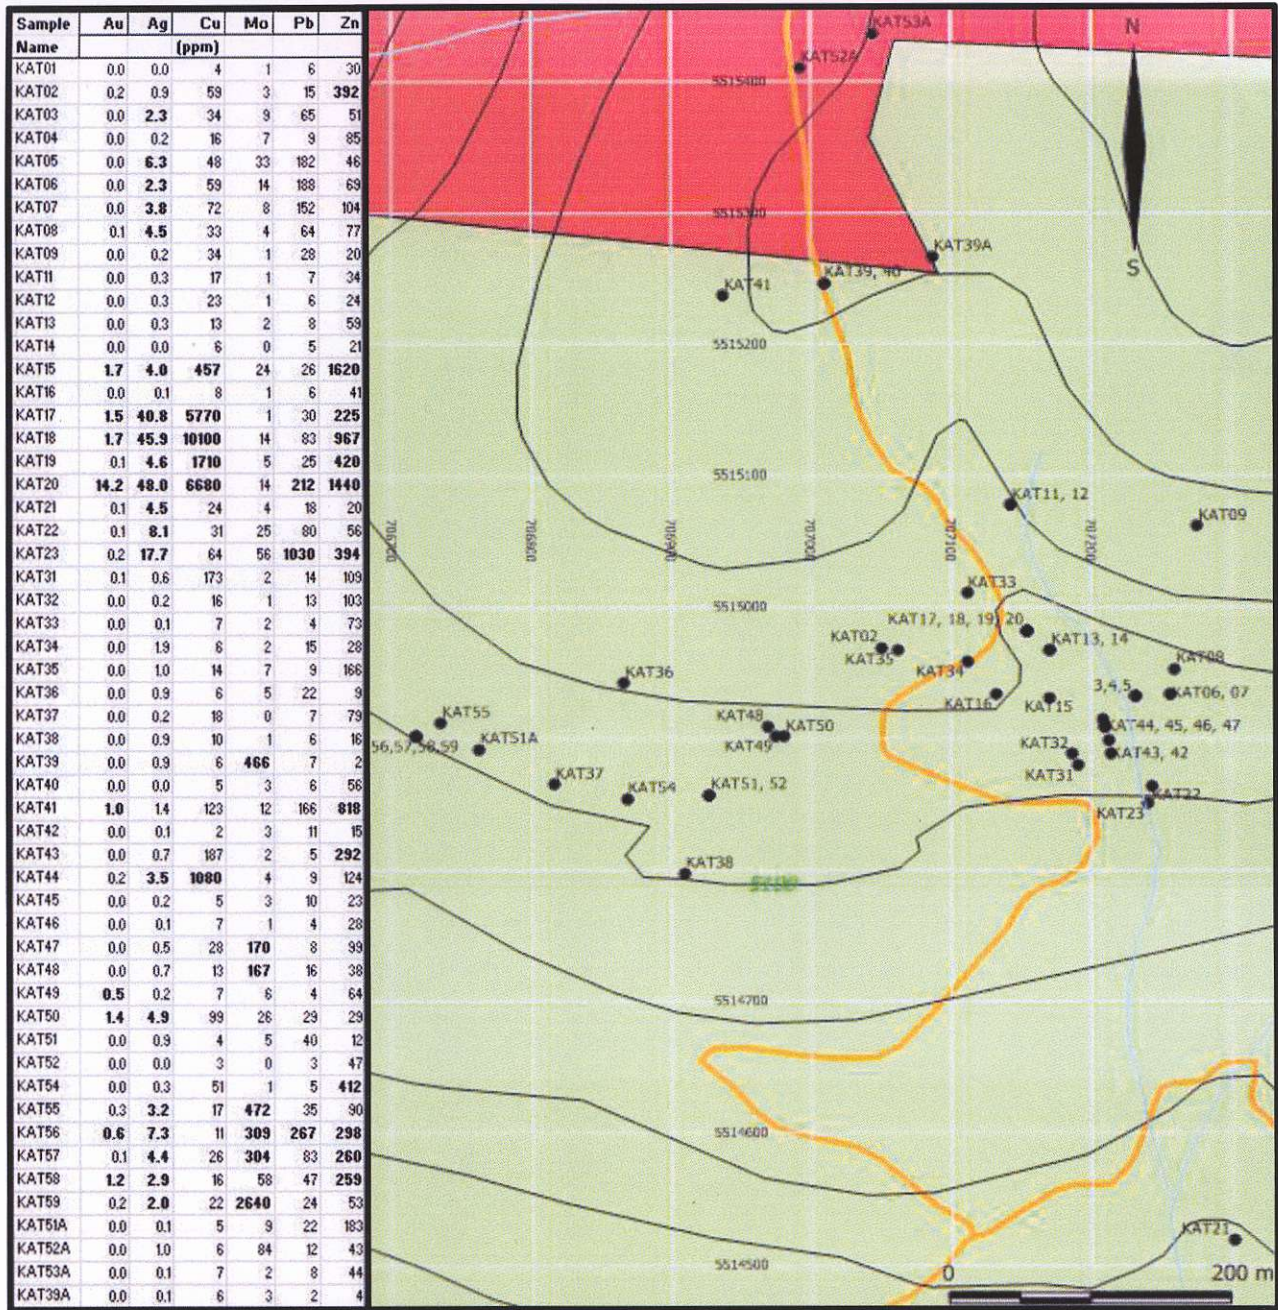 Sample Au Ag Cu Mo Pb Zn
Name (ppm)
KAT01 0.0 0.0 4 1 6 30
KAT02 0.2 0.9 59 3 15 392
KAT03 0.0 2.3 34 9 65 51
KAT04 0.0 0.2 16 7 9 85
KAT05 0.0 6.3 48 33 182 46
KAT06 0.0 2.3 59 14 188 69
KAT07 0.0 3.8 72 8 152 104
KAT08 0.1 4.5 33 4 64 77
KAT09 0.0 0.2 34 1 28 20
KAT11 0.0 0.3 17 1 7 34
KAT12 0.0 0.3 23 1 6 24
KAT13 0.0 0.3 13 2 8 59
KAT14 0.0 0.0 6 0 5 21
KAT15 1.7 4.0 457 24 26 1620
KAT16 0.0 0.1 8 1 6 41
KAT17 1.5 40.8 5770 1 30 225
KAT18 1.7 45.9 10100 14 83 967
KAT19 0.1 4.6 1710 5 25 420
KAT20 14.2 48.0 6680 14 212 1440
KAT21 0.1 4.5 24 4 18 20
KAT22 0.1 8.1 31 25 80 56
KAT23 0.2 17.7 64 56 1030 394
KAT31 0.1 0.6 173 2 14 109
KAT32 0.0 0.2 16 1 13 103
KAT33 0.0 0.1 7 2 4 73
KAT34 0.0 1.9 6 2 15 28
KAT35 0.0 1.0 14 7 9 166
KAT36 0.0 0.9 6 5 22 9
KAT37 0.0 0.2 18 0 7 79
KAT38 0.0 0.9 10 1 6 16
KAT39 0.0 0.9 6 466 7 2
KAT40 0.0 0.0 5 3 6 56
KAT41 1.0 1.4 123 12 166 818
KAT42 0.0 0.1 2 3 11 15
KAT43 0.0 0.7 187 2 5 292
KAT44 0.2 3.5 1080 4 9 124
KAT45 0.0 0.2 5 3 10 23
KAT46 0.0 0.1 7 1 4 28
KAT47 0.0 0.5 28 170 8 99
KAT48 0.0 0.7 13 167 16 38
KAT49 0.5 0.2 7 6 4 64
KAT50 1.4 4.9 99 26 29 29
KAT51 0.0 0.9 4 5 40 12
KAT52 0.0 0.0 3 0 3 47
KAT54 0.0 0.3 51 1 5 412
KAT55 0.3 3.2 17 472 35 90
KAT56 0.6 7.3 11 309 267 298
KAT57 0.1 4.4 26 304 83 260
KAT58 1.2 2.9 16 58 47 259
KAT59 0.2 2.0 22 2640 24 53
KAT51A 0.0 0.1 5 9 22 183
KAT52A 0.0 1.0 6 84 12 43
KAT53A 0.0 0.1 7 2 8 44
KAT39A 0.0 0.1 6 3 2 4
KAT53A
N
KAT52A
5515400
5515300
KAT39A
S
KAT39, 40
KAT41
5515200
5515100
KAT11, 12
KAT09
706700
706800
706900
707000
707100
707200
KAT33
5515000
KAT17, 18, 19, 20
KAT02
KAT13, 14
KAT35
KAT34
KAT08
KAT36
3,4,5
KAT06, 07
KAT16
KAT15
KAT55
KAT48
KAT50
KAT44, 45, 46, 47
56,57,58,59
KAT51A
KAT49
KAT32
KAT43, 42
KAT31
KAT37
KAT54
KAT51, 52
KAT22
KAT23
KAT38
5514700
5514600
KAT21
5514500
0 200 m